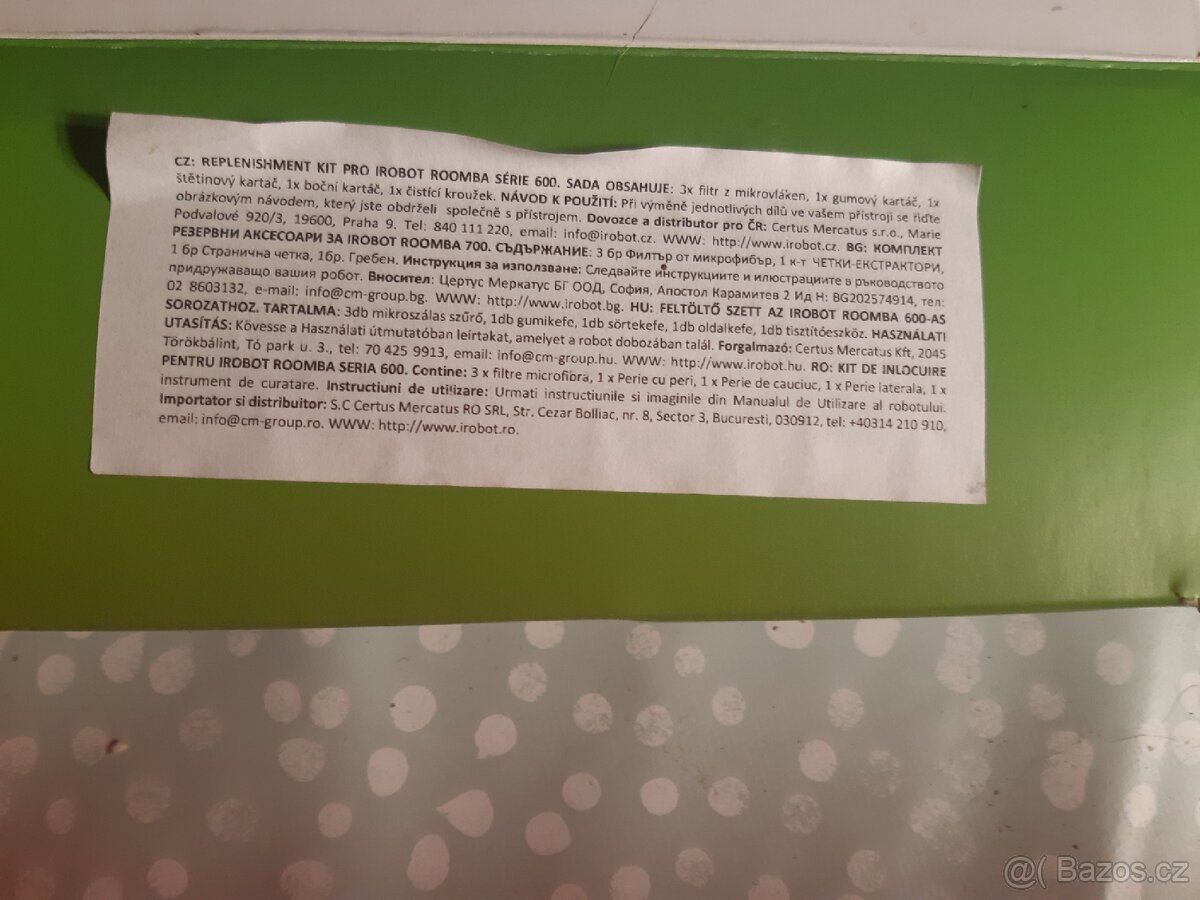 CZ: REPLENISHMENT KIT PRO IROBOT ROOMBA SÉRIE 600. SADA OBSAHUJE: 3x filtr z mikrovláken, 1x gumový kartáč, 1x
štětinový kartáč, 1x boční kartáč, 1x čistící kroužek. NÁVOD K POUŽITÍ: Při výměně jednotlivých dílů ve vašem přístroji se řiďte
obrázkovým návodem, který jste obdrželi společně s přístrojem. Dovozce a distributor pro ČR: Certus Mercatus s.r.o., Marie
Podvalové 920/3, 19600, Praha 9. Tel: 840 111 220, email: info@irobot.cz. WWW: http://www.irobot.cz. BG: КОМПЛЕКТ
РЕЗЕРВНИ АКСЕСОАРИ ЗА IROBOT ROOMBA 700. СЪДЪРЖАНИЕ: 3 бр Филтър от микрофибър, 1 к-т ЧЕТКИ-ЕКСТРАКТОРИ,
1 бр Странична четка, 1бр. Гребен. Инструкция за използване: Следвайте инструкциите и илюстрациите в ръководството
придружаващо вашия робот. Вносител: Цертус Меркатус БГ ООД, София, Апостол Карамитев 2 Ид Н: BG202574914, тел:
02 8603132, e-mail: info@cm-group.bg. WWW: http://www.irobot.bg. HU: FELTÖLTŐ SZETT AZ IROBOT ROOMBA 600-AS
SOROZATHOZ. TARTALMA: 3db mikroszálas szűrő, 1db gumikefe, 1db sörtekefe, 1db oldalkefe, 1db tisztítóeszköz. HASZNÁLATI
UTASÍTÁS: Kövesse a Használati útmutatóban leírtakat, amelyet a robot dobozában talál. Forgalmazó: Certus Mercatus Kft, 2045
Törökbálint, Tó park u. 3., tel: 70 425 9913, email: info@cm-group.hu. WWW: http://www.irobot.hu. RO: KIT DE INLOCUIRE
PENTRU IROBOT ROOMBA SERIA 600. Contine: 3 x filtre microfibra, 1 x Perie cu peri, 1 x Perie de cauciuc, 1 x Perie laterala, 1 x
instrument de curatare. Instructiuni de utilizare: Urmati instructiunile si imaginile din Manualul de Utilizare al robotului.
Importator si distribuitor: S.C Certus Mercatus RO SRL, Str. Cezar Bolliac, nr. 8, Sector 3, Bucuresti, 030912, tel: +40314 210 910,
email: info@cm-group.ro. WWW: http://www.irobot.ro.
@( Bazos.cz